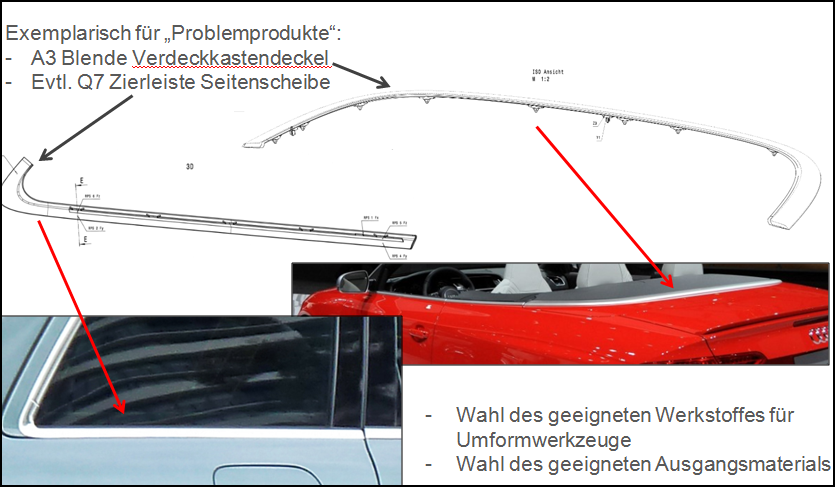 Exemplarisch für „Problemprodukte“:
- A3 Blende Verdeckkastendeckel
- Evtl. Q7 Zierleiste Seitenscheibe
ISO Ansicht
M 1:2
3D
E
E
- Wahl des geeigneten Werkstoffes für
Umformwerkzeuge
- Wahl des geeigneten Ausgangsmaterials